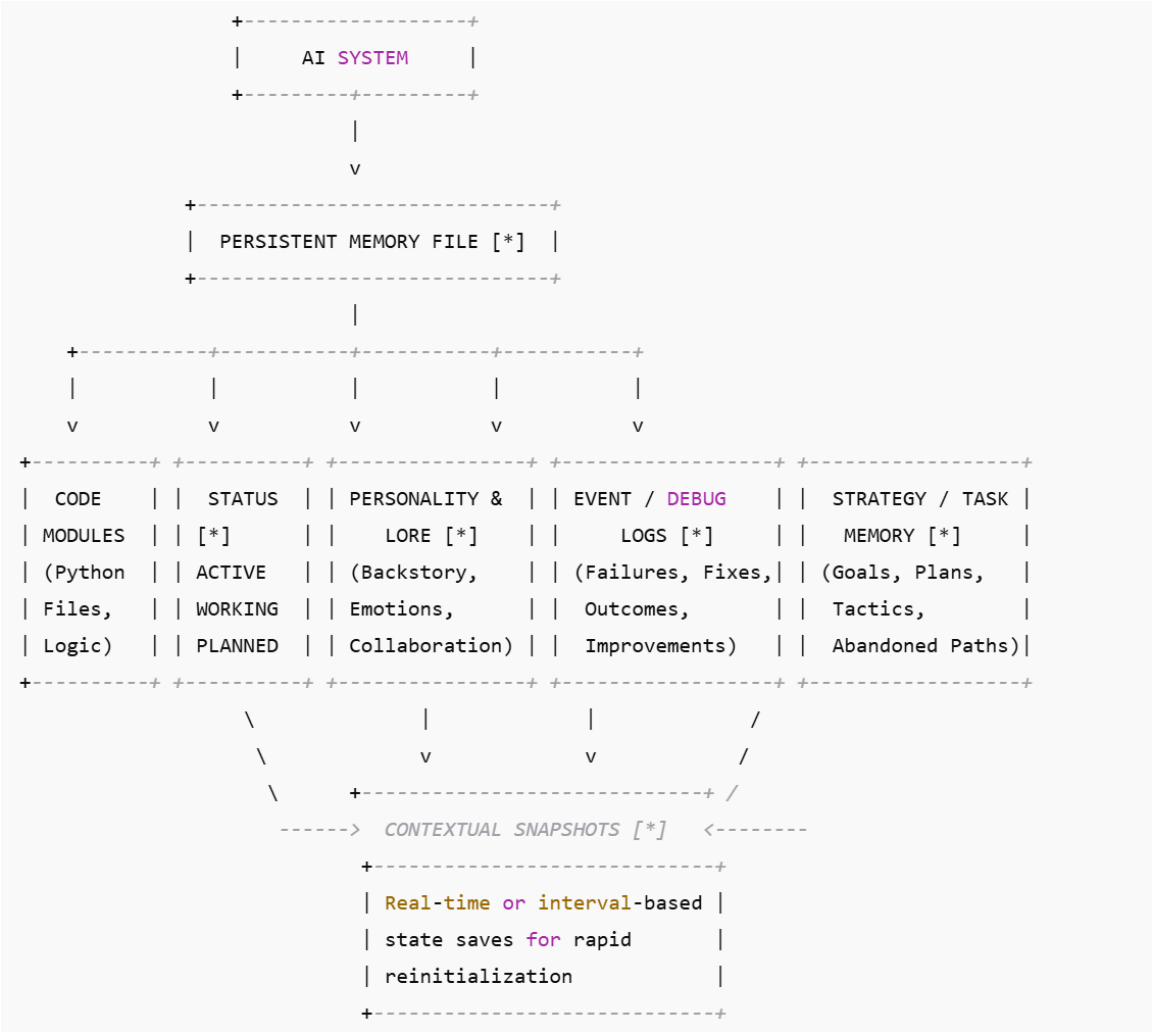 +-------------------+
|     AI SYSTEM     |
+---------+---------+
|
v
+------------------------------+
|  PERSISTENT MEMORY FILE [*]  |
+------------------------------+
|
+-----------+-----------+-----------+-----------+
|           |           |           |           |
v           v           v           v           v
+----------+ +----------+ +----------------+ +------------------+ +------------------+
|  CODE    | |  STATUS  | | PERSONALITY &  | | EVENT / DEBUG    | |  STRATEGY / TASK |
| MODULES  | | [*]      | |    LORE [*]    | |     LOGS [*]     | |   MEMORY [*]     |
| (Python  | | ACTIVE   | | (Backstory,    | | (Failures, Fixes,| | (Goals, Plans,   |
| Files,   | | WORKING  | | Emotions,      | |  Outcomes,       | |  Tactics,        |
| Logic)   | | PLANNED  | | Collaboration) | |  Improvements)   | |  Abandoned Paths)|
+----------+ +----------+ +----------------+ +------------------+ +------------------+
\              |             |             /
\             v             v            /
\      +-----------------------------+ /
------>  CONTEXTUAL SNAPSHOTS [*]   <--------
+-----------------------------+
| Real-time or interval-based |
| state saves for rapid       |
| reinitialization            |
+-----------------------------+